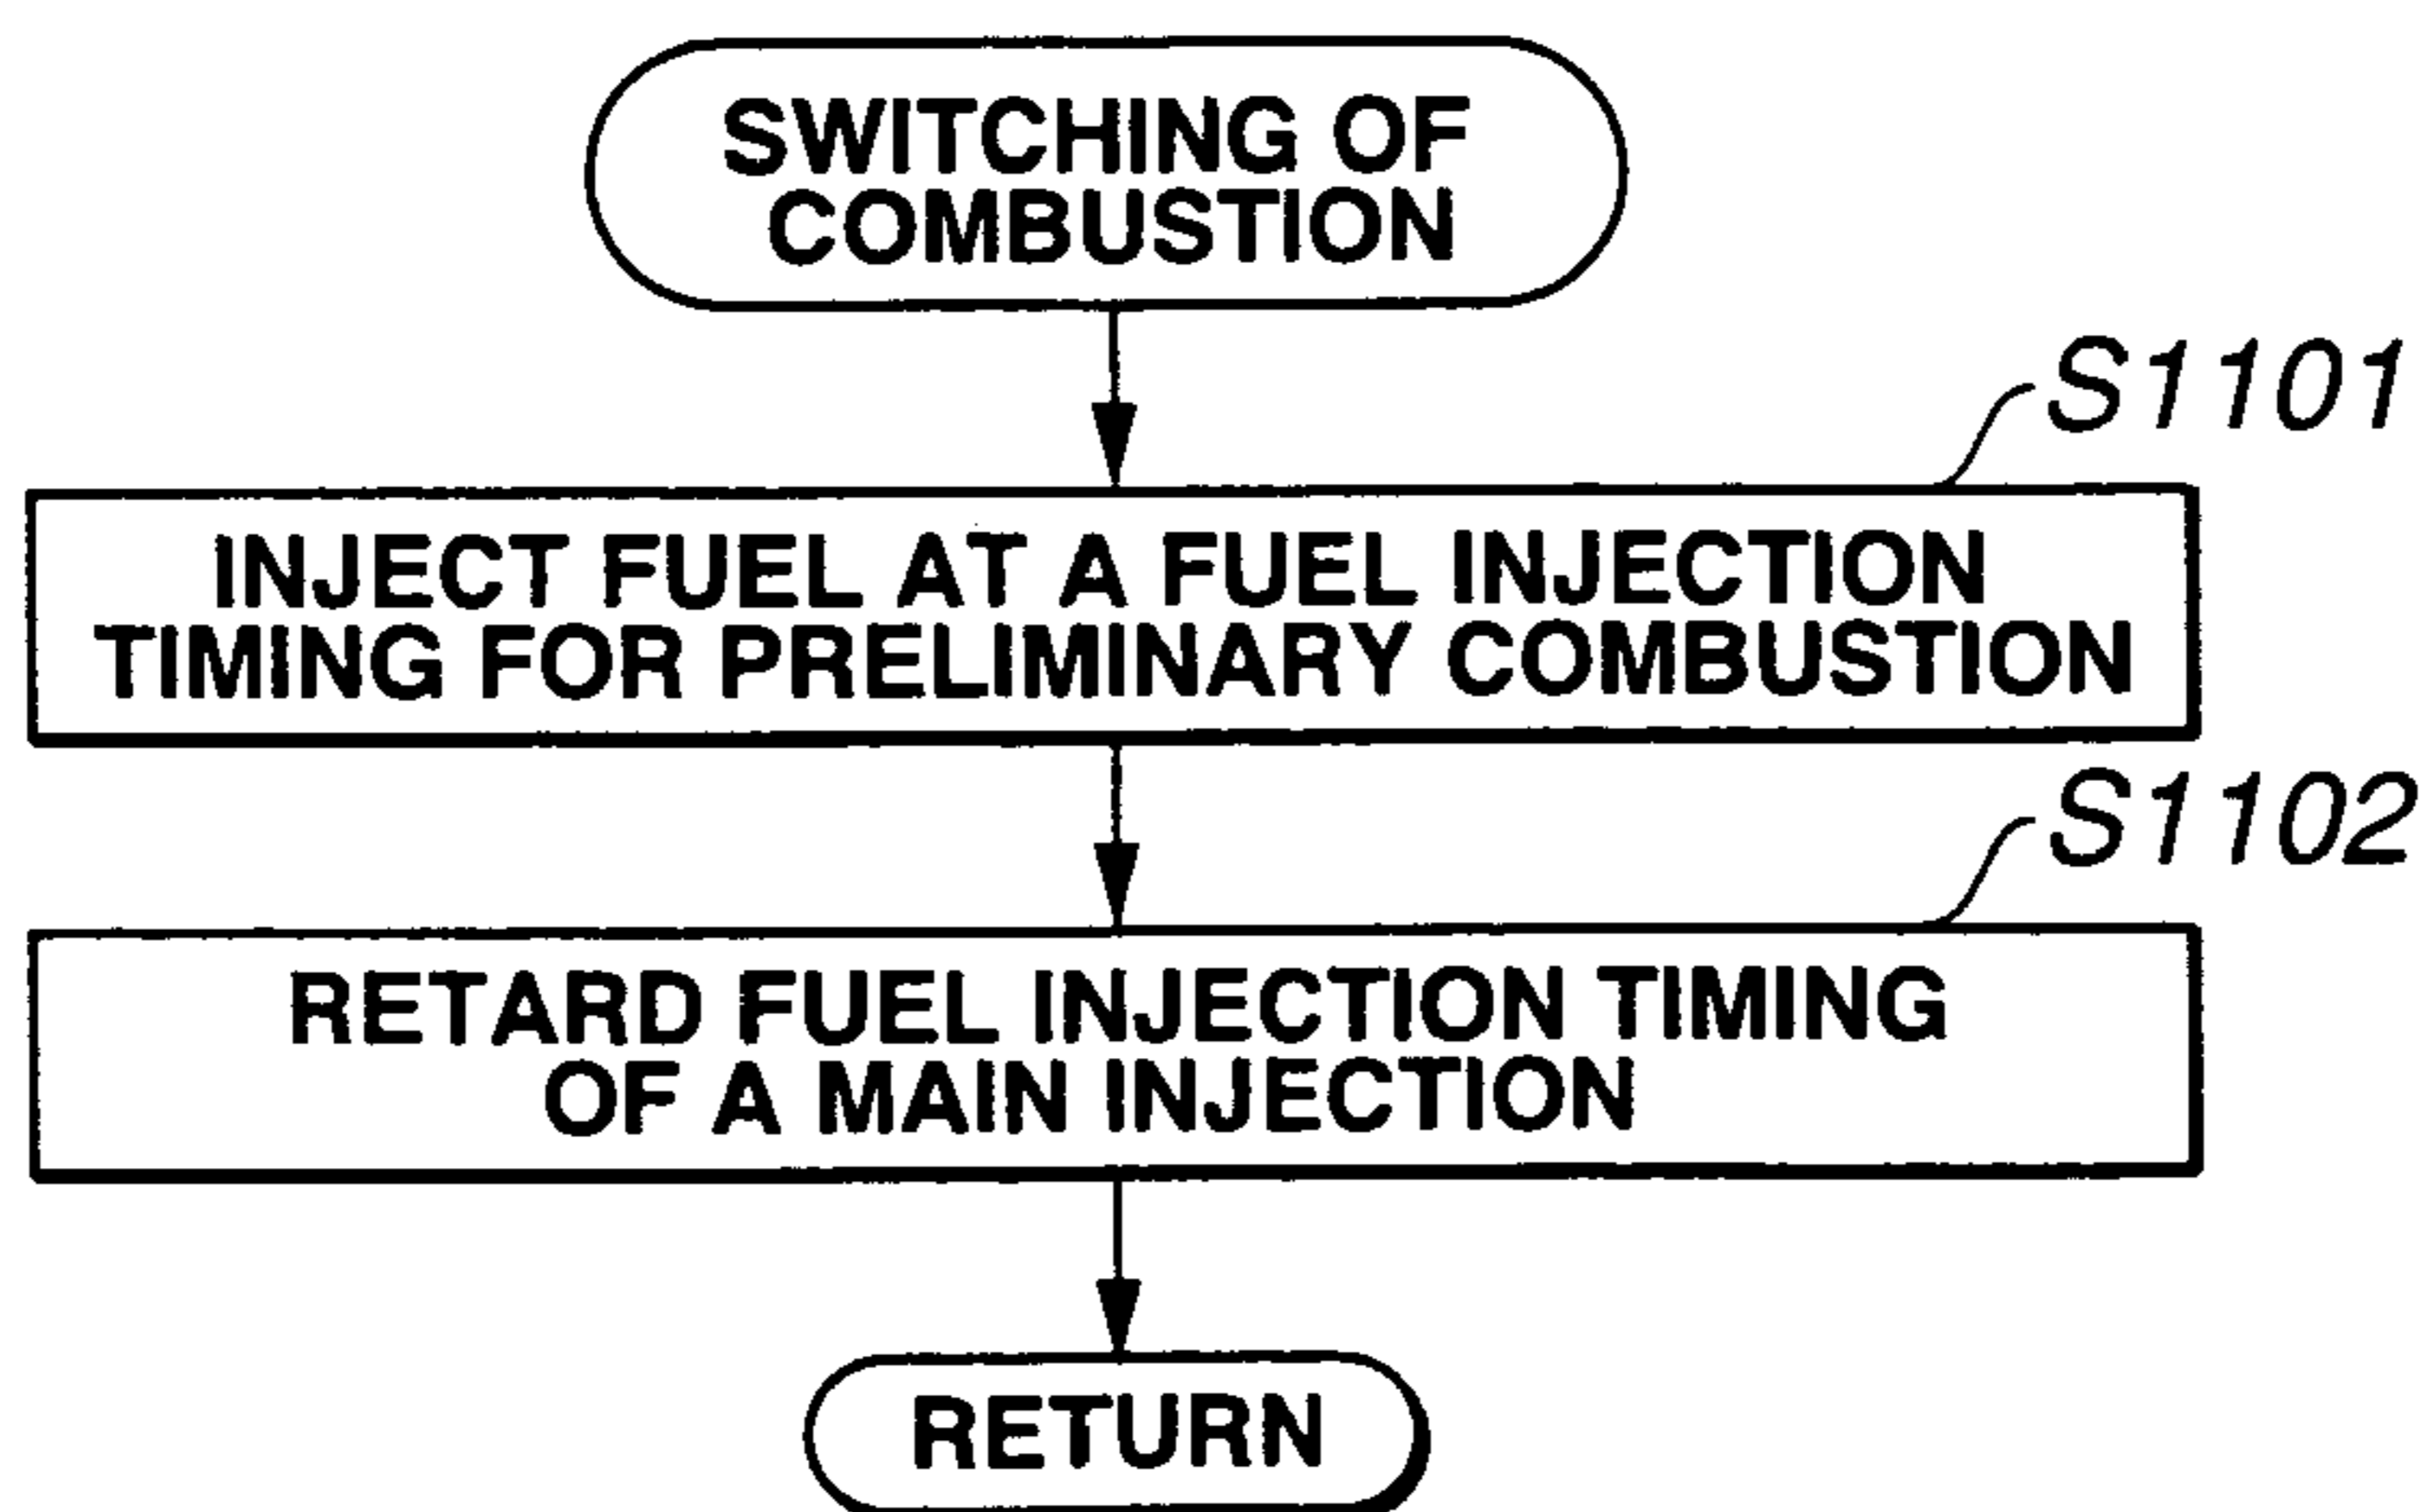 SWITCHING OF
COMBUSTION
S1101
INJECT FUEL AT A FUEL INJECTION
TIMING FOR PRELIMINARY COMBUSTION
S1102
RETARD FUEL INJECTION TIMING
OF A MAIN INJECTION
RETURN